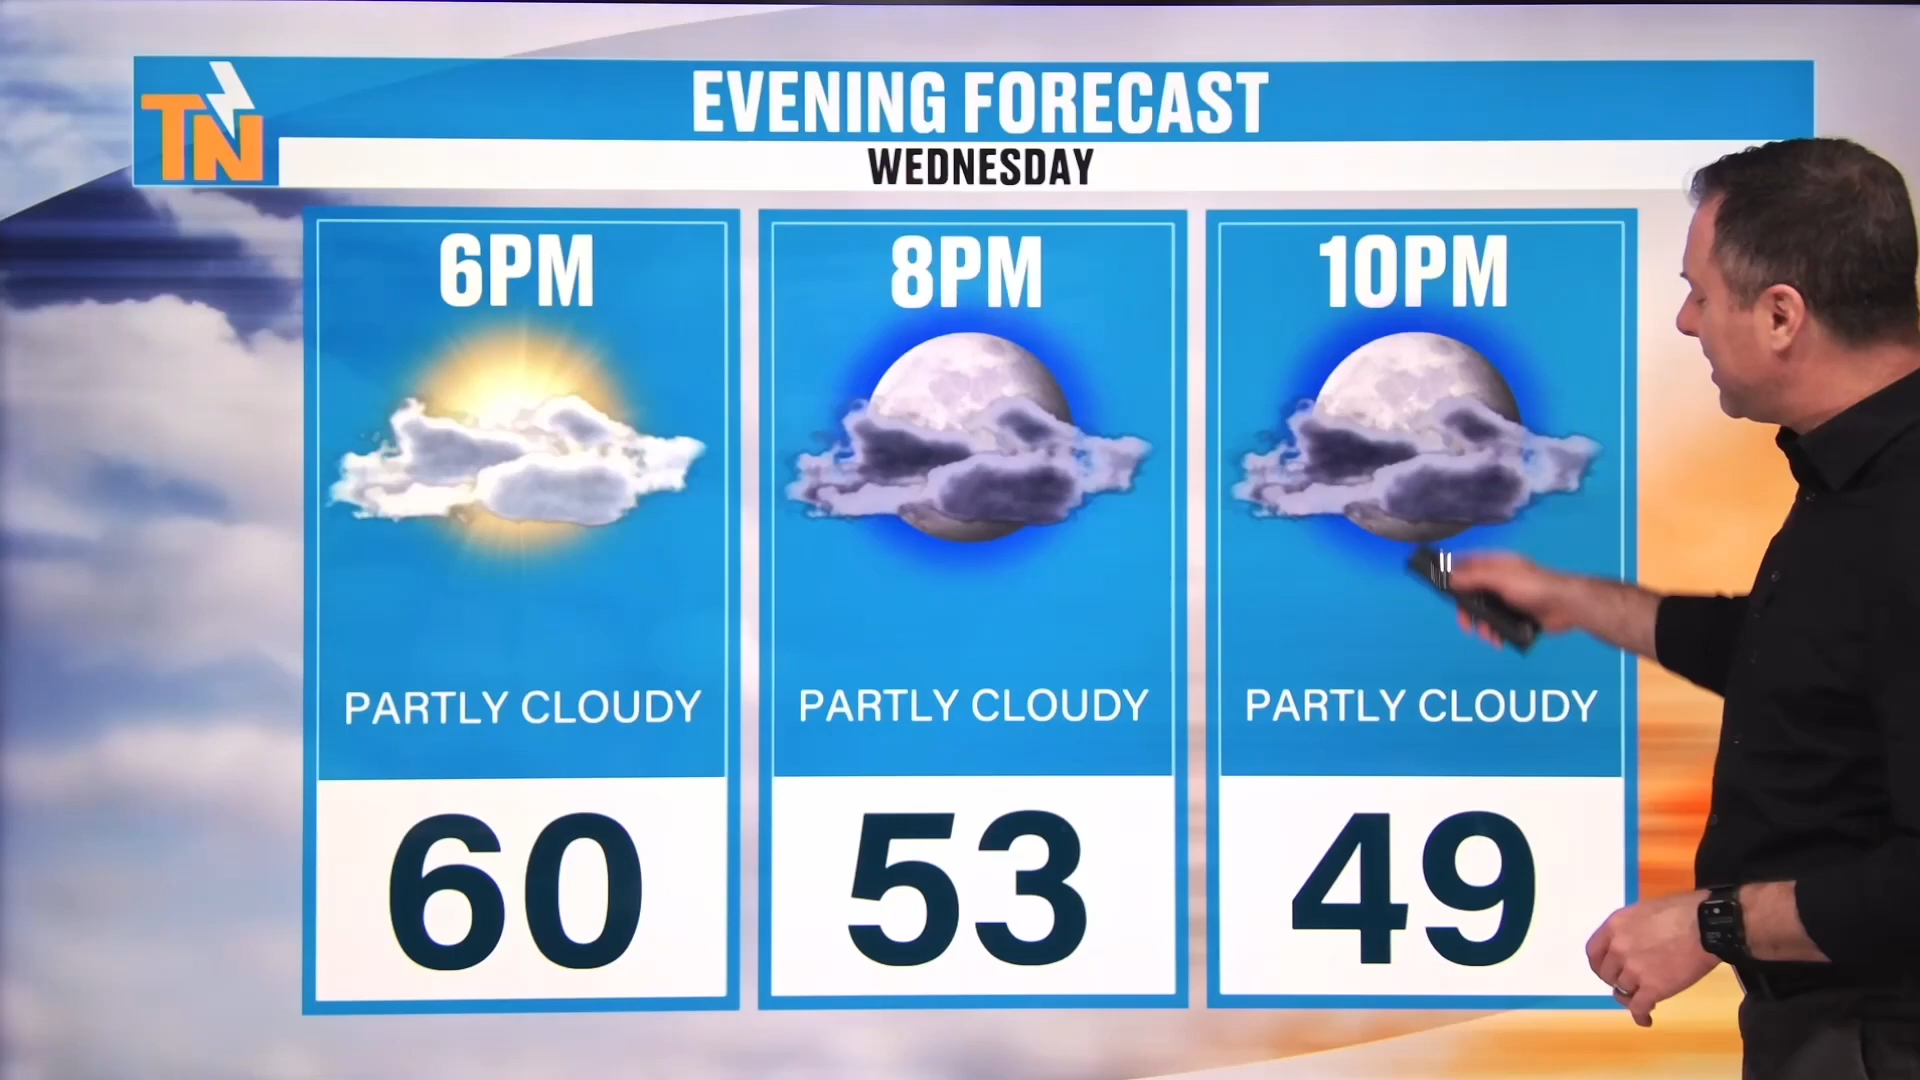 TN
EVENING FORECAST
WEDNESDAY
6PM
8PM
10PM
PARTLY CLOUDY
PARTLY CLOUDY
PARTLY CLOUDY
60
53
49